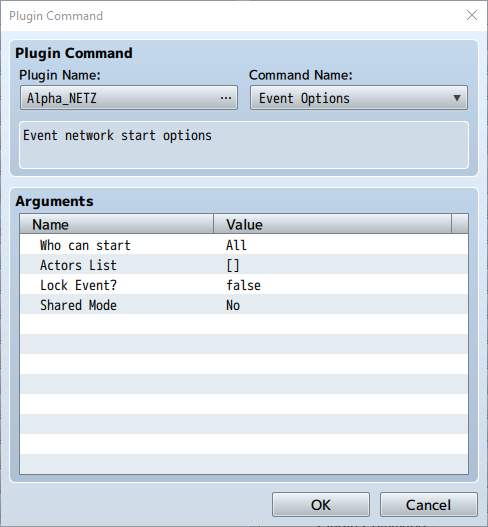 Plugin Command
Plugin Command
Plugin Name:
Command Name:
Alpha_NETZ ...
Event Options
Event network start options
Arguments
Name Value
Who can start All
Actors List []
Lock Event? false
Shared Mode No
OK Cancel